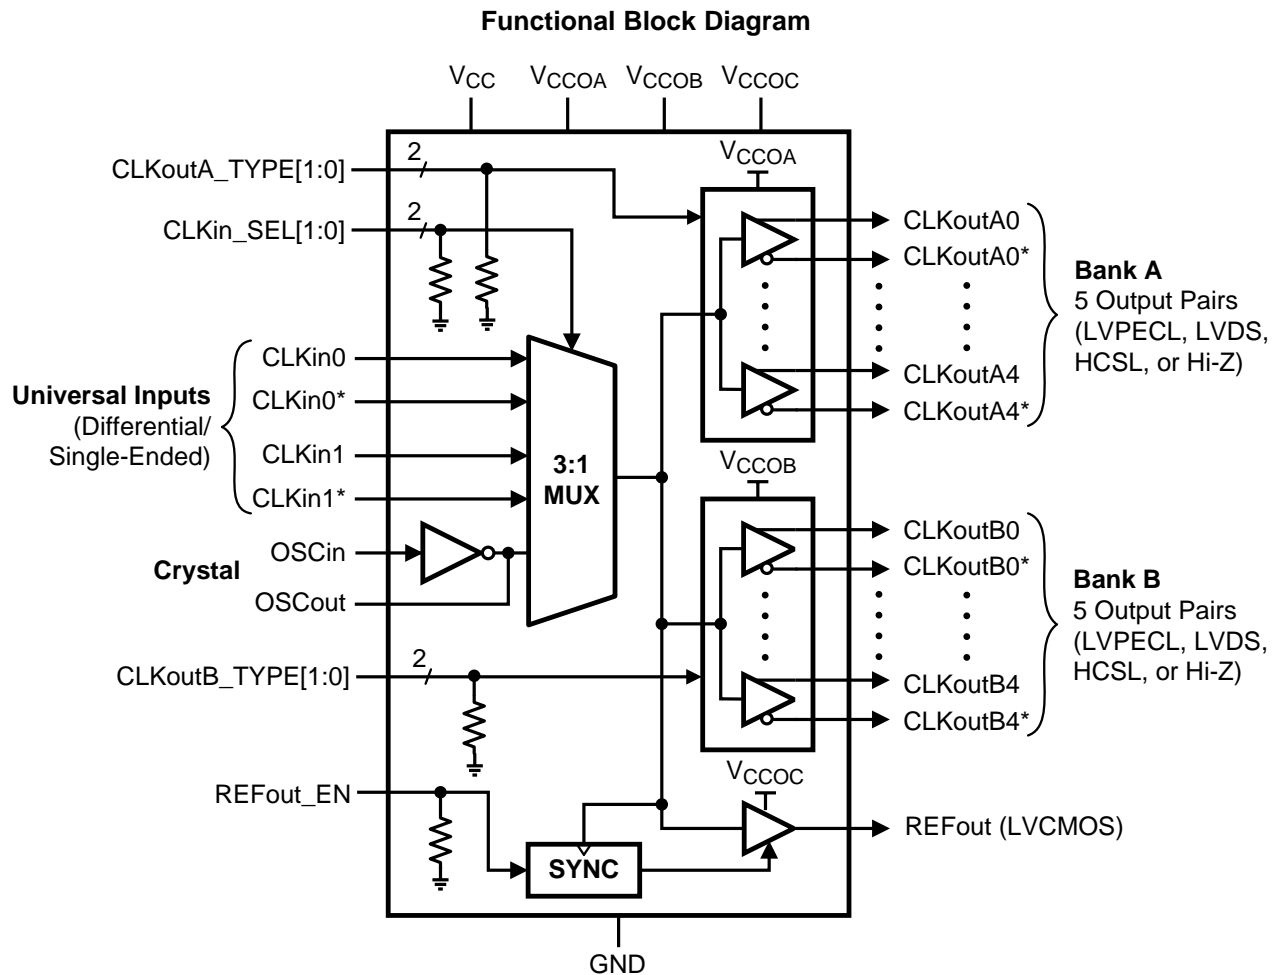 Functional Block Diagram
VCC
VCCOA
VCCOB
VCCOC
CLKoutA_TYPE[1:0]
2
CLKin_SEL[1:0]
2
VCCOA
CLKoutA0
CLKoutA0*
CLKoutA4
CLKoutA4*
Bank A
5 Output Pairs
(LVPECL, LVDS,
HCSL, or Hi-Z)
Universal Inputs
(Differential/
Single-Ended)
CLKin0
CLKin0*
CLKin1
CLKin1*
3:1
MUX
Crystal
OSCin
OSCout
VCCOB
CLKoutB0
CLKoutB0*
CLKoutB4
CLKoutB4*
Bank B
5 Output Pairs
(LVPECL, LVDS,
HCSL, or Hi-Z)
CLKoutB_TYPE[1:0]
2
REFout_EN
SYNC
VCCOC
REFout (LVCMOS)
GND